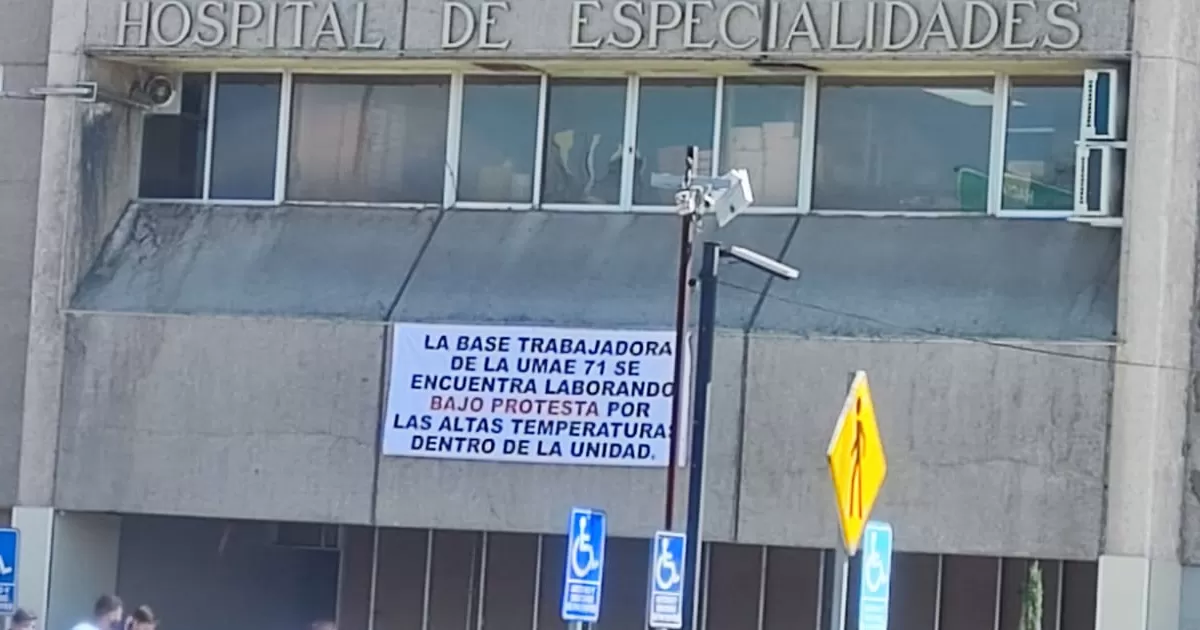 HOSPITAL DE ESPECIALIDADES
LA BASE TRABAJADORA
DE LA UMAE 71 SE
ENCUENTRA LABORANDO
BAJO PROTESTA POR
LAS ALTAS TEMPERATURAS
DENTRO DE LA UNIDAD.